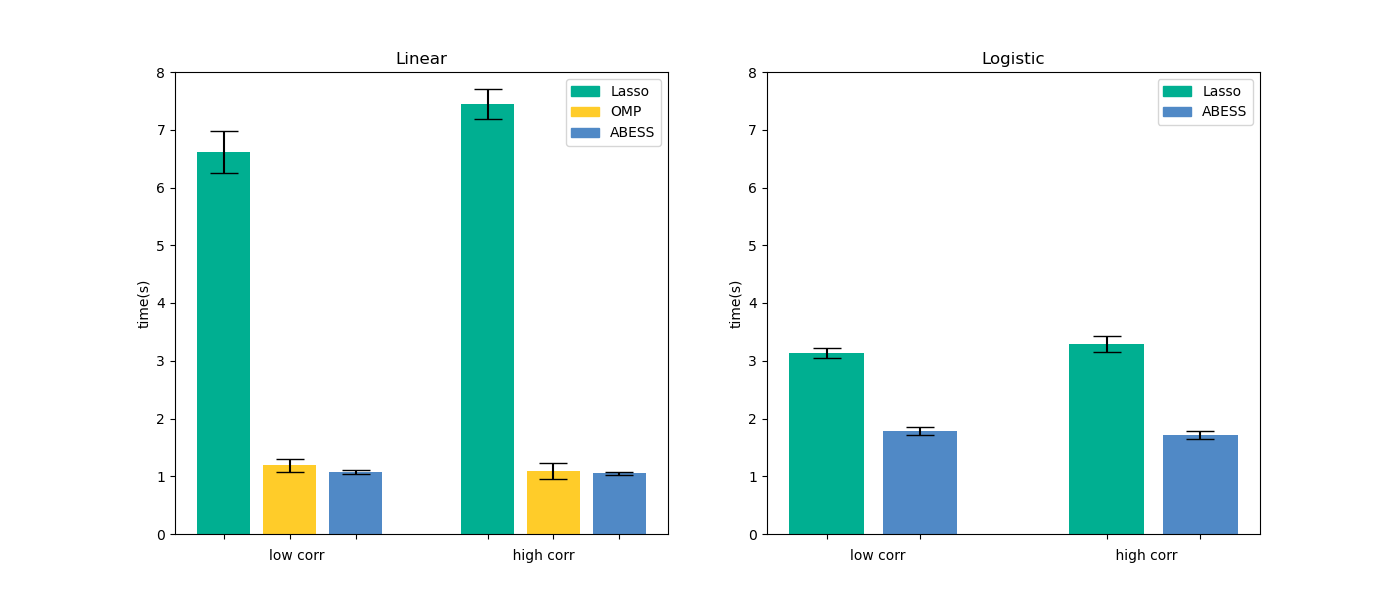 Linear
8
7
6
5
4
3
2
1
0
time(s)
Lasso
OMP
ABESS
low corr
high corr
Logistic
8
7
6
5
4
3
2
1
0
time(s)
Lasso
ABESS
low corr
high corr